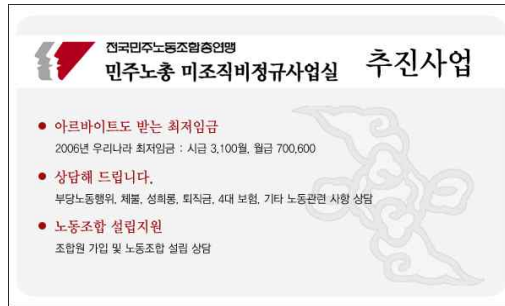 전국민주노동조합총연맹
민주노총 미조직비정규사업실 추진사업
● 아르바이트도 받는 최저임금
2006년 우리나라 최저임금 : 시급 3,100월, 월급 700,600
● 상담해 드립니다.
부당노동행위, 체불, 성희롱, 퇴직금, 4대 보험, 기타 노동관련 사항 상담
● 노동조합 설립지원
조합원 가입 및 노동조합 설립 상담